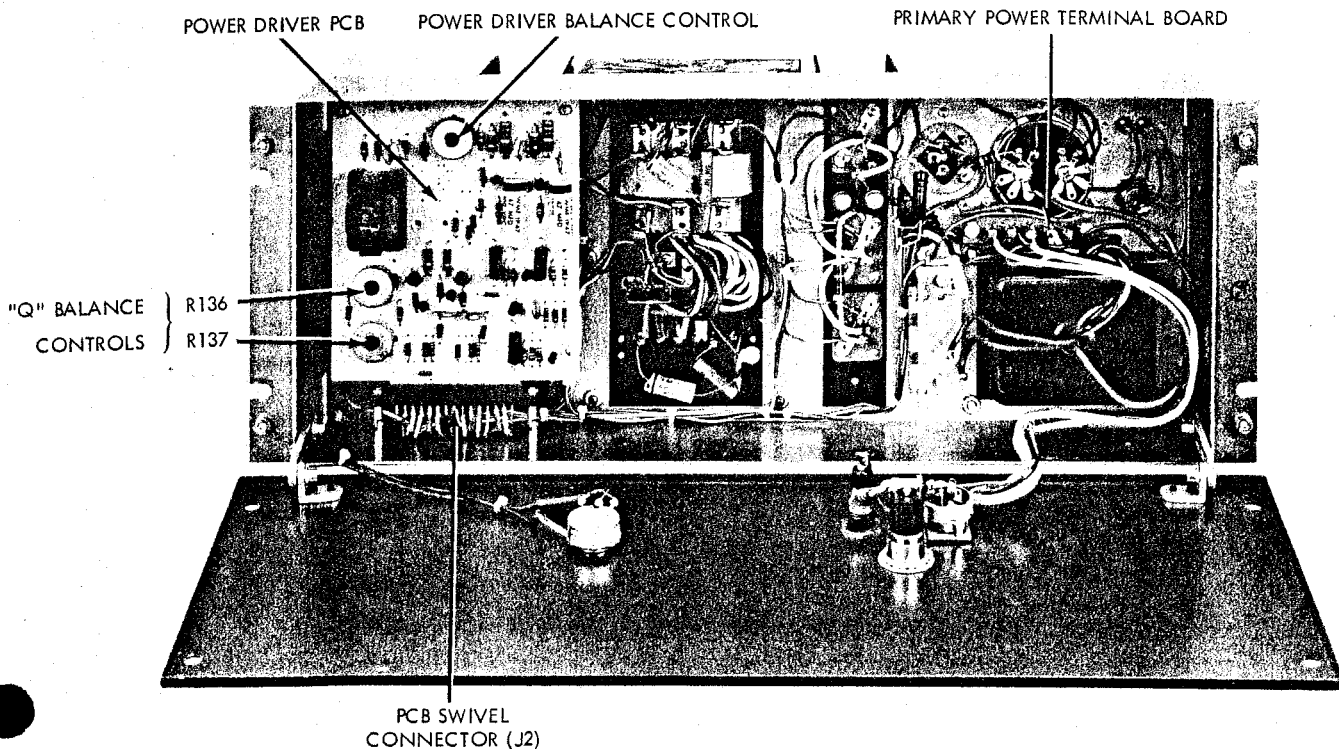 POWER DRIVER PCB
POWER DRIVER BALANCE CONTROL
PRIMARY POWER TERMINAL BOARD
"Q" BALANCE
CONTROLS
R136
R137
PCB SWIVEL
CONNECTOR (J2)